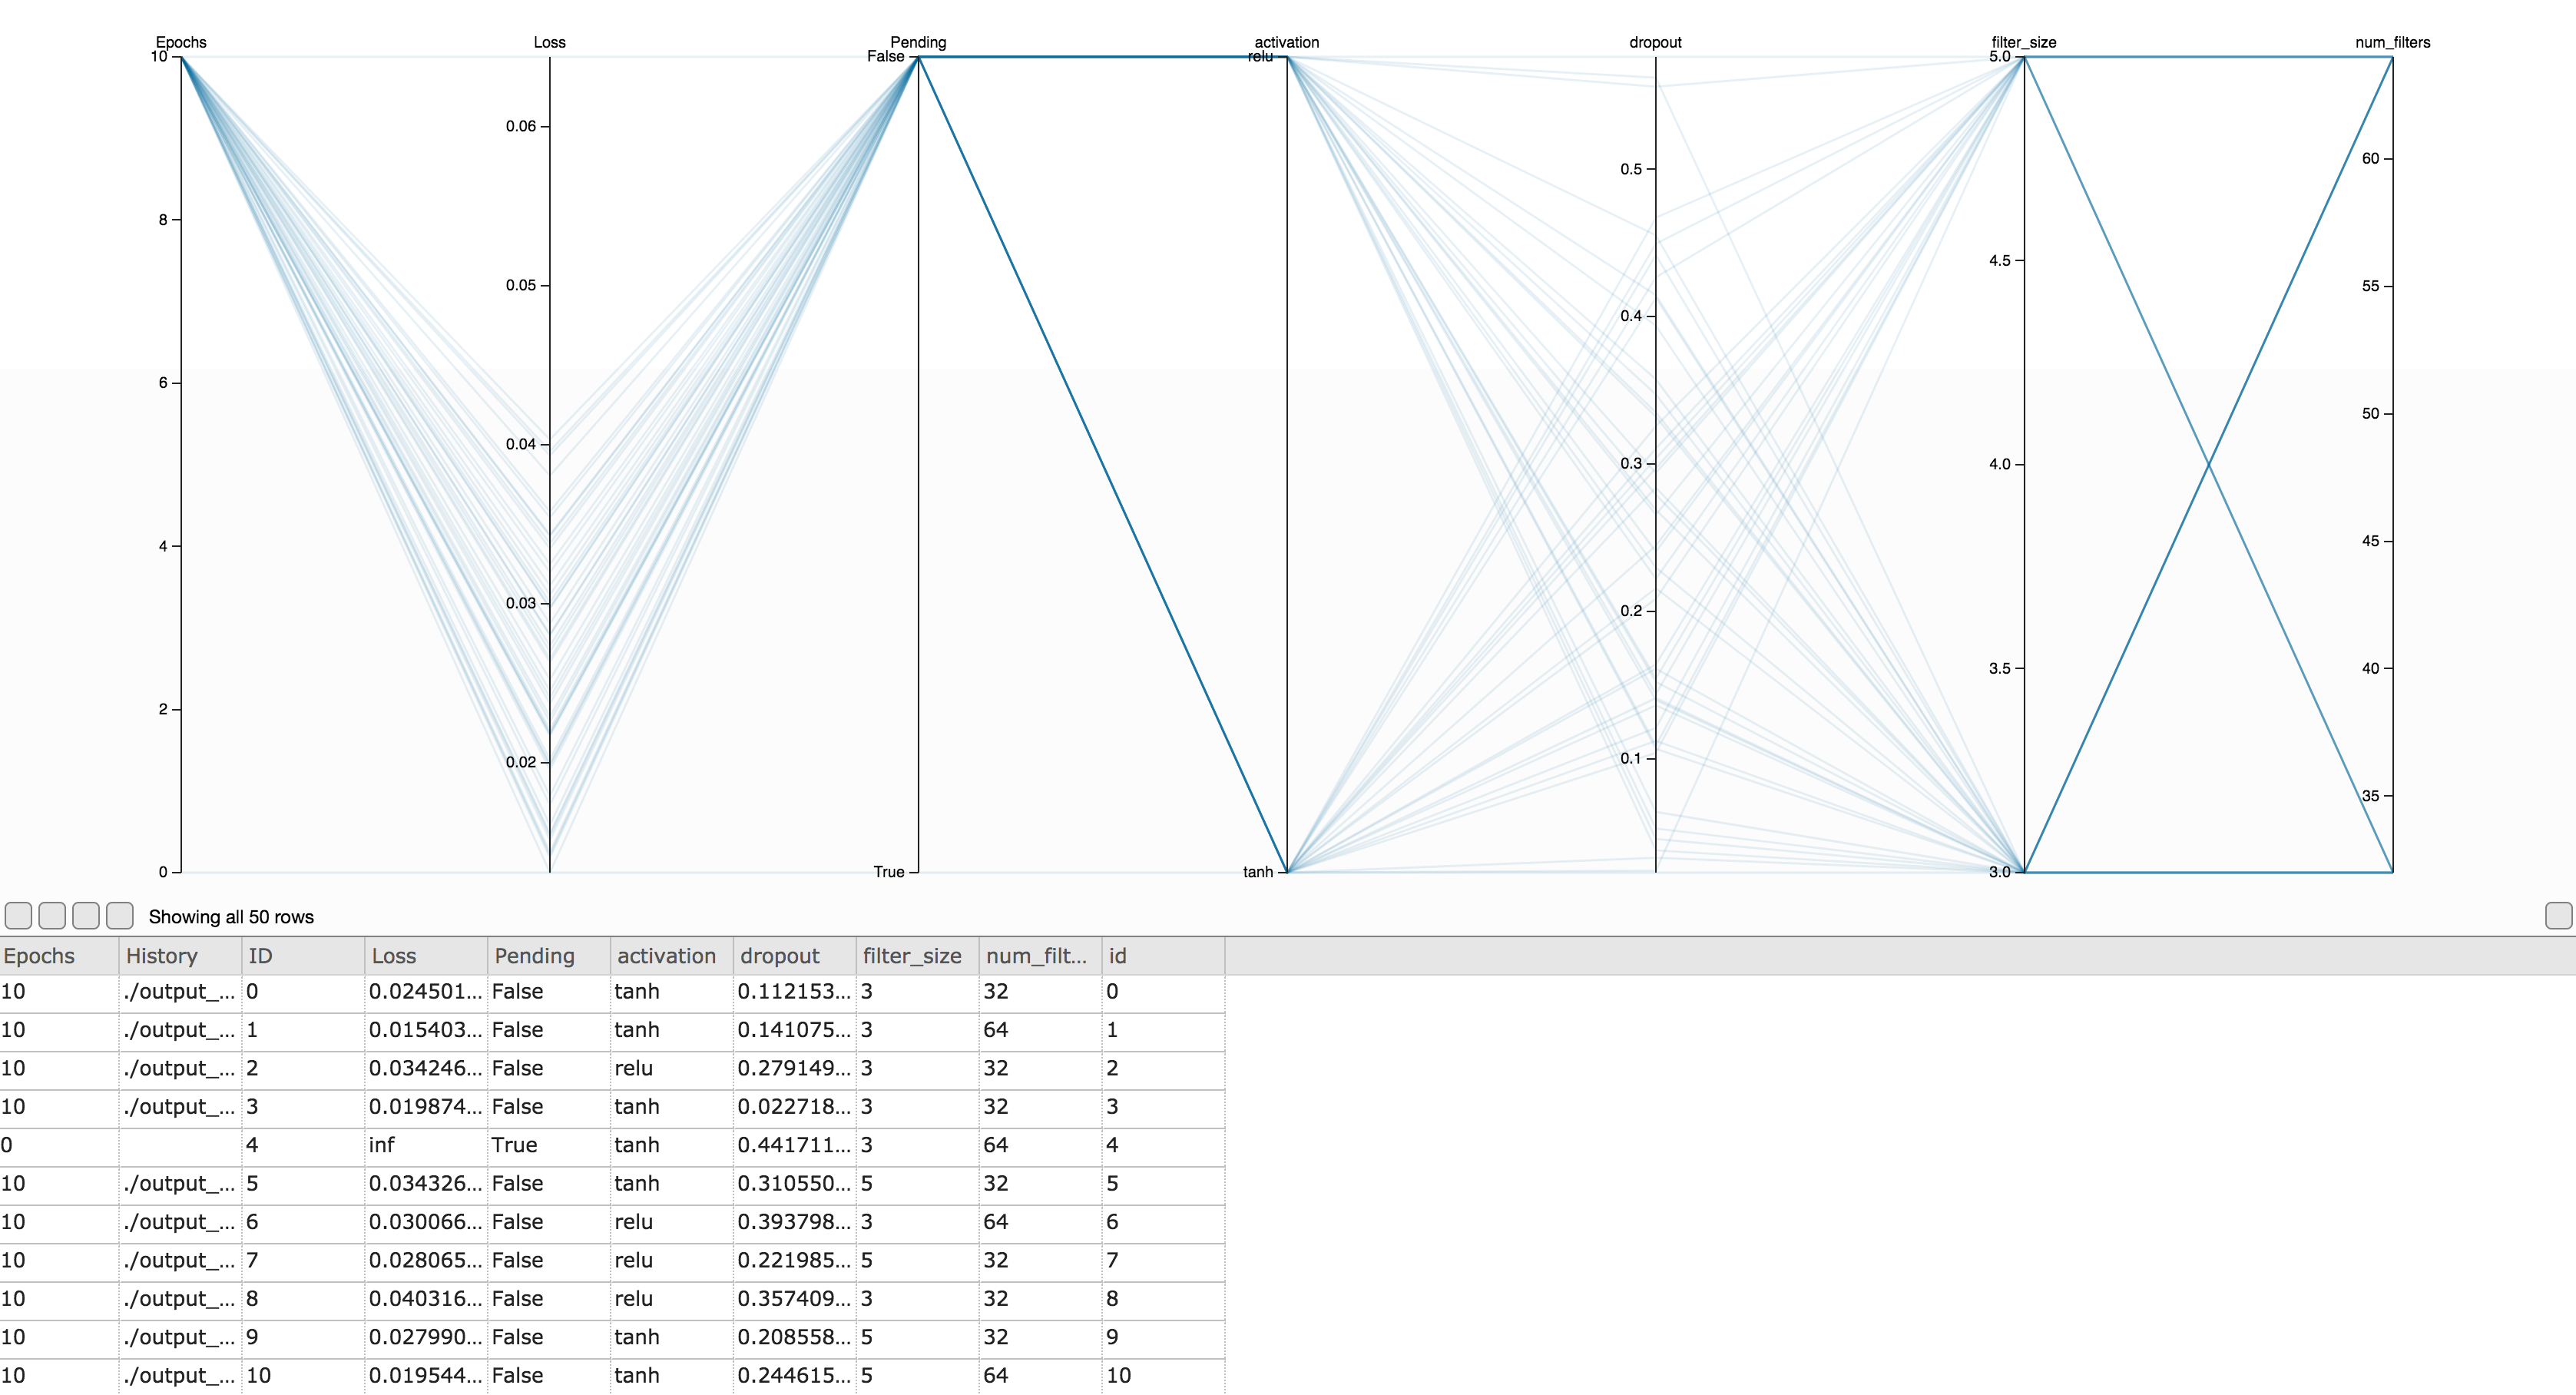 Epochs Loss Pending activation dropout filter_size num_filters
10 False relu 5.0
0.06
60
0.5
8
4.5
0.05 55
0.4
6
50
0.04
0.3 4.0
4 45
0.03
0.2
3.5 40
2
0.02
0.1
35
0 True tanh 3.0
Showing all 50 rows
Epochs History ID Loss Pending activation dropout filter_size num_filt... id
10 ./output_... 0 0.024501... False tanh 0.112153... 3 32 0
10 ./output_... 1 0.015403... False tanh 0.141075... 3 64 1
10 ./output_... 2 0.034246... False relu 0.279149... 3 32 2
10 ./output_... 3 0.019874... False tanh 0.022718... 3 32 3
0 4 inf True tanh 0.441711... 3 64 4
10 ./output_... 5 0.034326... False tanh 0.310550... 5 32 5
10 ./output_... 6 0.030066... False relu 0.393798... 3 64 6
10 ./output_... 7 0.028065... False relu 0.221985... 5 32 7
10 ./output_... 8 0.040316... False relu 0.357409... 3 32 8
10 ./output_... 9 0.027990... False tanh 0.208558... 5 32 9
10 ./output_... 10 0.019544... False tanh 0.244615... 5 64 10